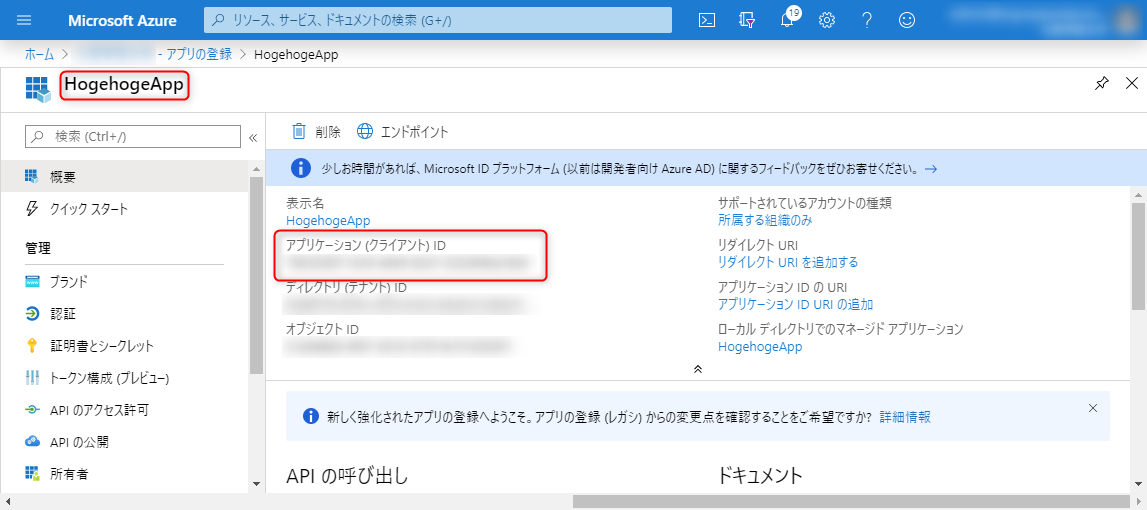 Microsoft Azure
リソース、サービス、ドキュメントの検索 (G+/)
19
ホーム
- アプリの登録
HogehogeApp
HogehogeApp
検索 (Ctrl+/)
«
概要
クイック スタート
管理
ブランド
認証
証明書とシークレット
トークン構成 (プレビュー)
API のアクセス許可
API の公開
所有者
削除
エンドポイント
少しお時間があれば、Microsoft ID プラットフォーム (以前は開発者向け Azure AD) に関するフィードバックをぜひお寄せください。 →
表示名
HogehogeApp
アプリケーション (クライアント) ID
ディレクトリ (テナント) ID
オブジェクト ID
サポートされているアカウントの種類
所属する組織のみ
リダイレクト URI
リダイレクト URI を追加する
アプリケーション ID の URI
アプリケーション ID URI の追加
ローカル ディレクトリでのマネージド アプリケーション
HogehogeApp
新しく強化されたアプリの登録へようこそ。アプリの登録 (レガシ) からの変更点を確認することをご希望ですか? 詳細情報
API の呼び出し
ドキュメント